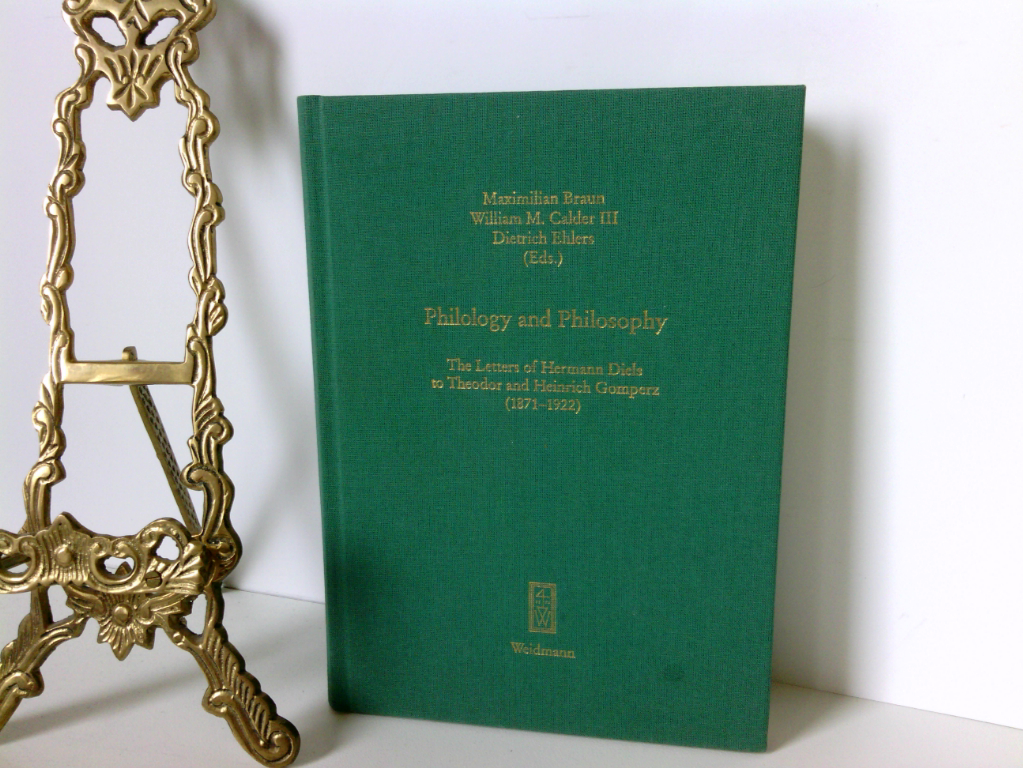 Maximilian Braun
William M. Calder III
Dietrich Ehlers
(Eds.)
Philology and Philosophy
The Letters of Hermann Diels
to Theodor and Heinrich Gomperz
(1871–1922)
4
W
Weidmann